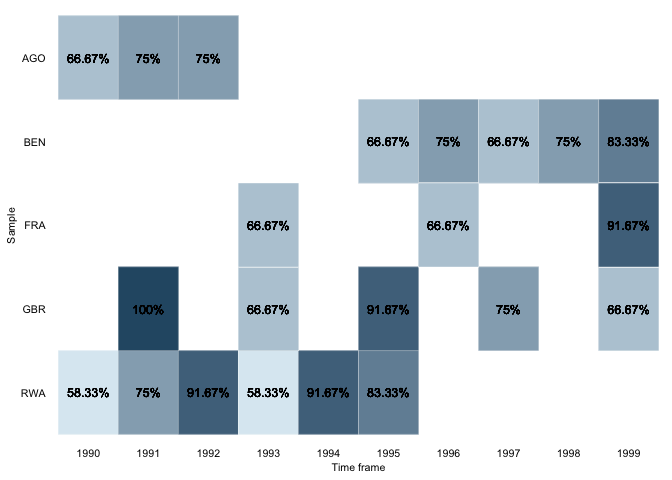 AGO 66.67% 75% 75%
BEN 66.67% 75% 66.67% 75% 83.33%
Sample
FRA 66.67% 66.67% 91.67%
GBR 100% 66.67% 91.67% 75% 66.67%
RWA 58.33% 75% 91.67% 58.33% 91.67% 83.33%
1990 1991 1992 1993 1994 1995 1996 1997 1998 1999
Time frame